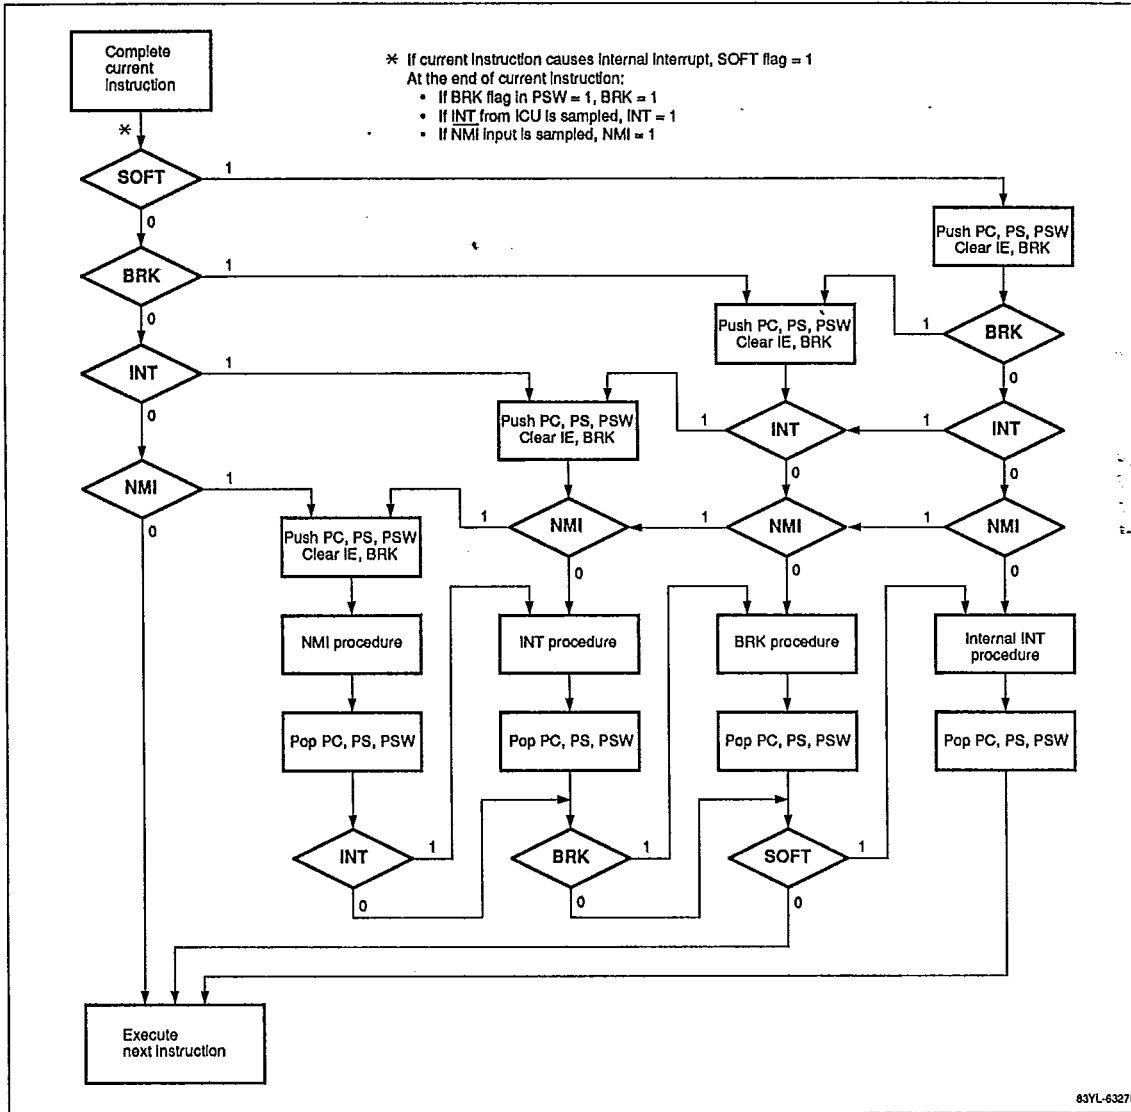 Complete
current
Instruction
* If current Instruction causes Internal Interrupt, SOFT flag = 1
At the end of current Instruction:
• If BRK flag in PSW = 1, BRK = 1
• If INT from ICU is sampled, INT = 1
• If NMI input is sampled, NMI = 1
*
SOFT
1
0
Push PC, PS, PSW
Clear IE, BRK
BRK
1
0
Push PC, PS, PSW
Clear IE, BRK
1
BRK
0
INT
1
0
Push PC, PS, PSW
Clear IE, BRK
1
INT
0
1
INT
0
NMI
1
0
Push PC, PS, PSW
Clear IE, BRK
1
NMI
0
1
NMI
0
1
NMI
0
NMI procedure
INT procedure
BRK procedure
Internal INT
procedure
Pop PC, PS, PSW
Pop PC, PS, PSW
Pop PC, PS, PSW
Pop PC, PS, PSW
INT
1
0
BRK
1
0
SOFT
1
0
Execute
next Instruction